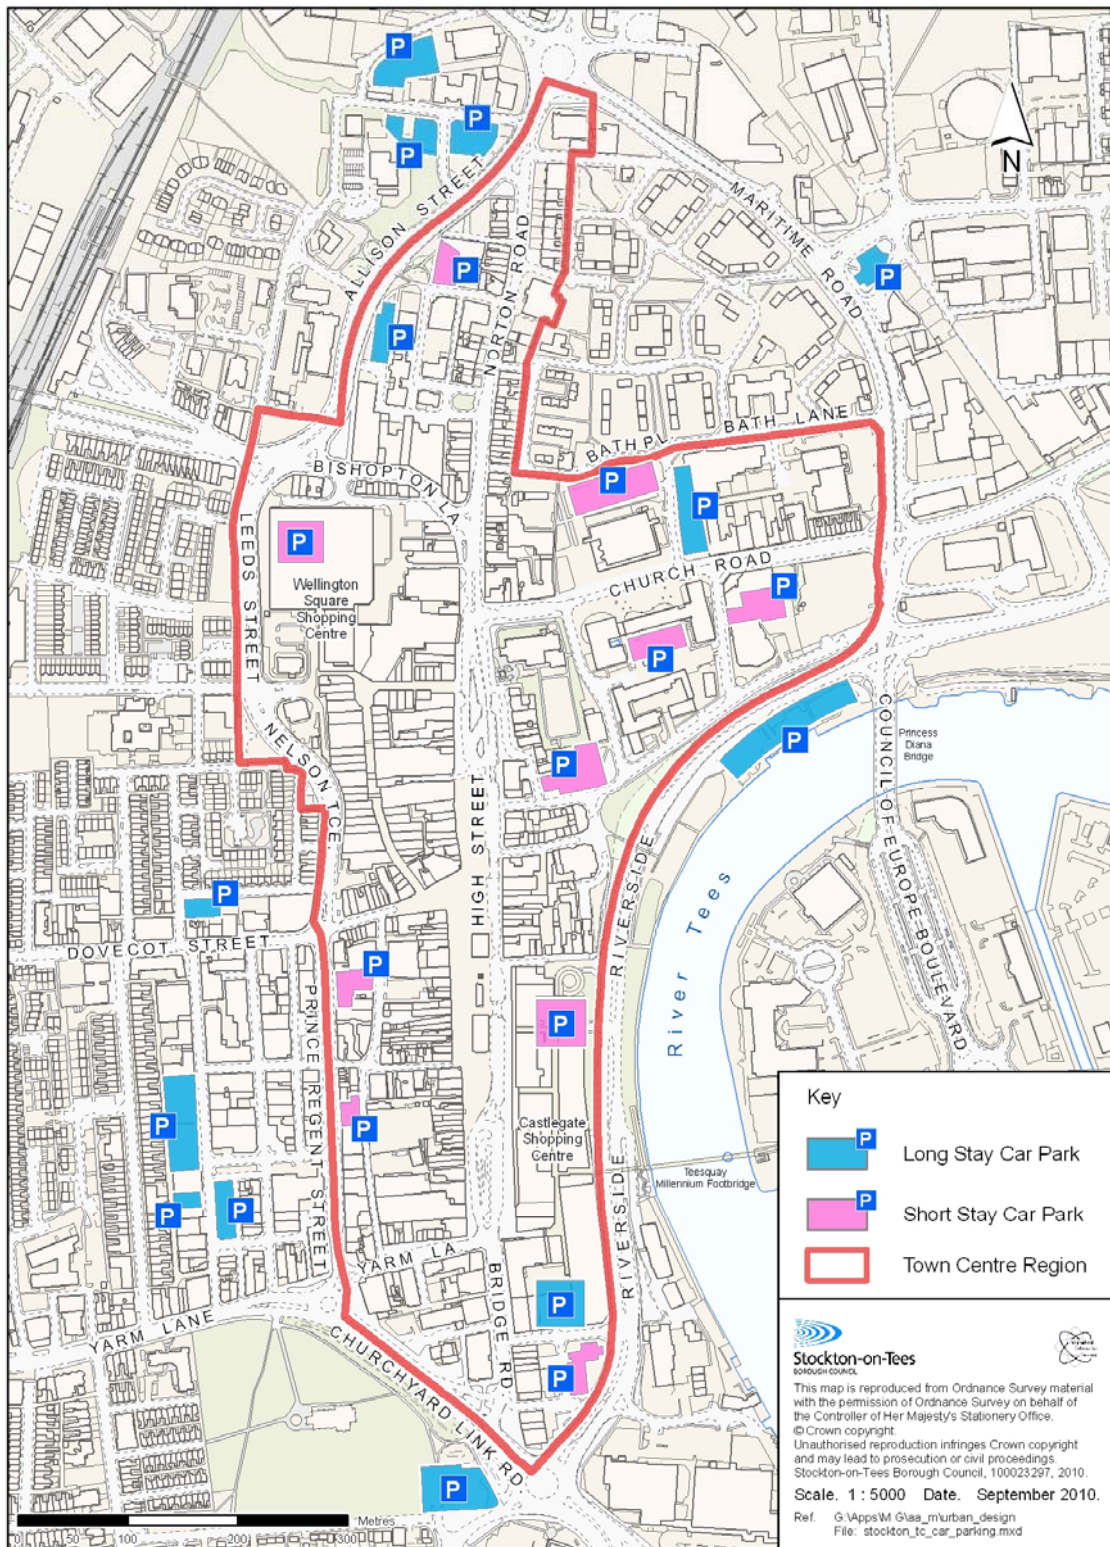 P
P
P
N
ALLISON STREET
NORTON ROAD
MARITIME ROAD
P
P
P
BATH PL.
BATH LANE
BISHOPTON LA
P
P
P
LEEDS STREET
Wellington
Square
Shopping
Centre
CHURCH ROAD
P
P
NELSON TCE.
P
P
COUNCIL OF EUROPE BOULEVARD
Princess
Diana
Bridge
HIGH STREET
RIVERSIDE
River Tees
P
DOVECOT STREET
P
PRINCE REGENT STREET
P
P
P
Castlegate
Shopping
Centre
Teesquay
Millennium Footbridge
P
P
YARM LA
RIVERSIDE
BRIDGE RD
P
YARM LANE
CHURCHYARD LINK RD
P
P
Key
P
Long Stay Car Park
P
Short Stay Car Park
Town Centre Region
Stockton-on-Tees
BOROUGH COUNCIL
This map is reproduced from Ordnance Survey material
with the permission of Ordnance Survey on behalf of
the Controller of Her Majesty's Stationery Office.
© Crown copyright.
Unauthorised reproduction infringes Crown copyright
and may lead to prosecution or civil proceedings.
Stockton-on-Tees Borough Council, 100023297, 2010.
Scale. 1 : 5000 Date. September 2010.
Ref. G:\Apps\M G\aa_m\urban_design
File: stockton_tc_car_parking.mxd
Metres
0 50 100 200 300